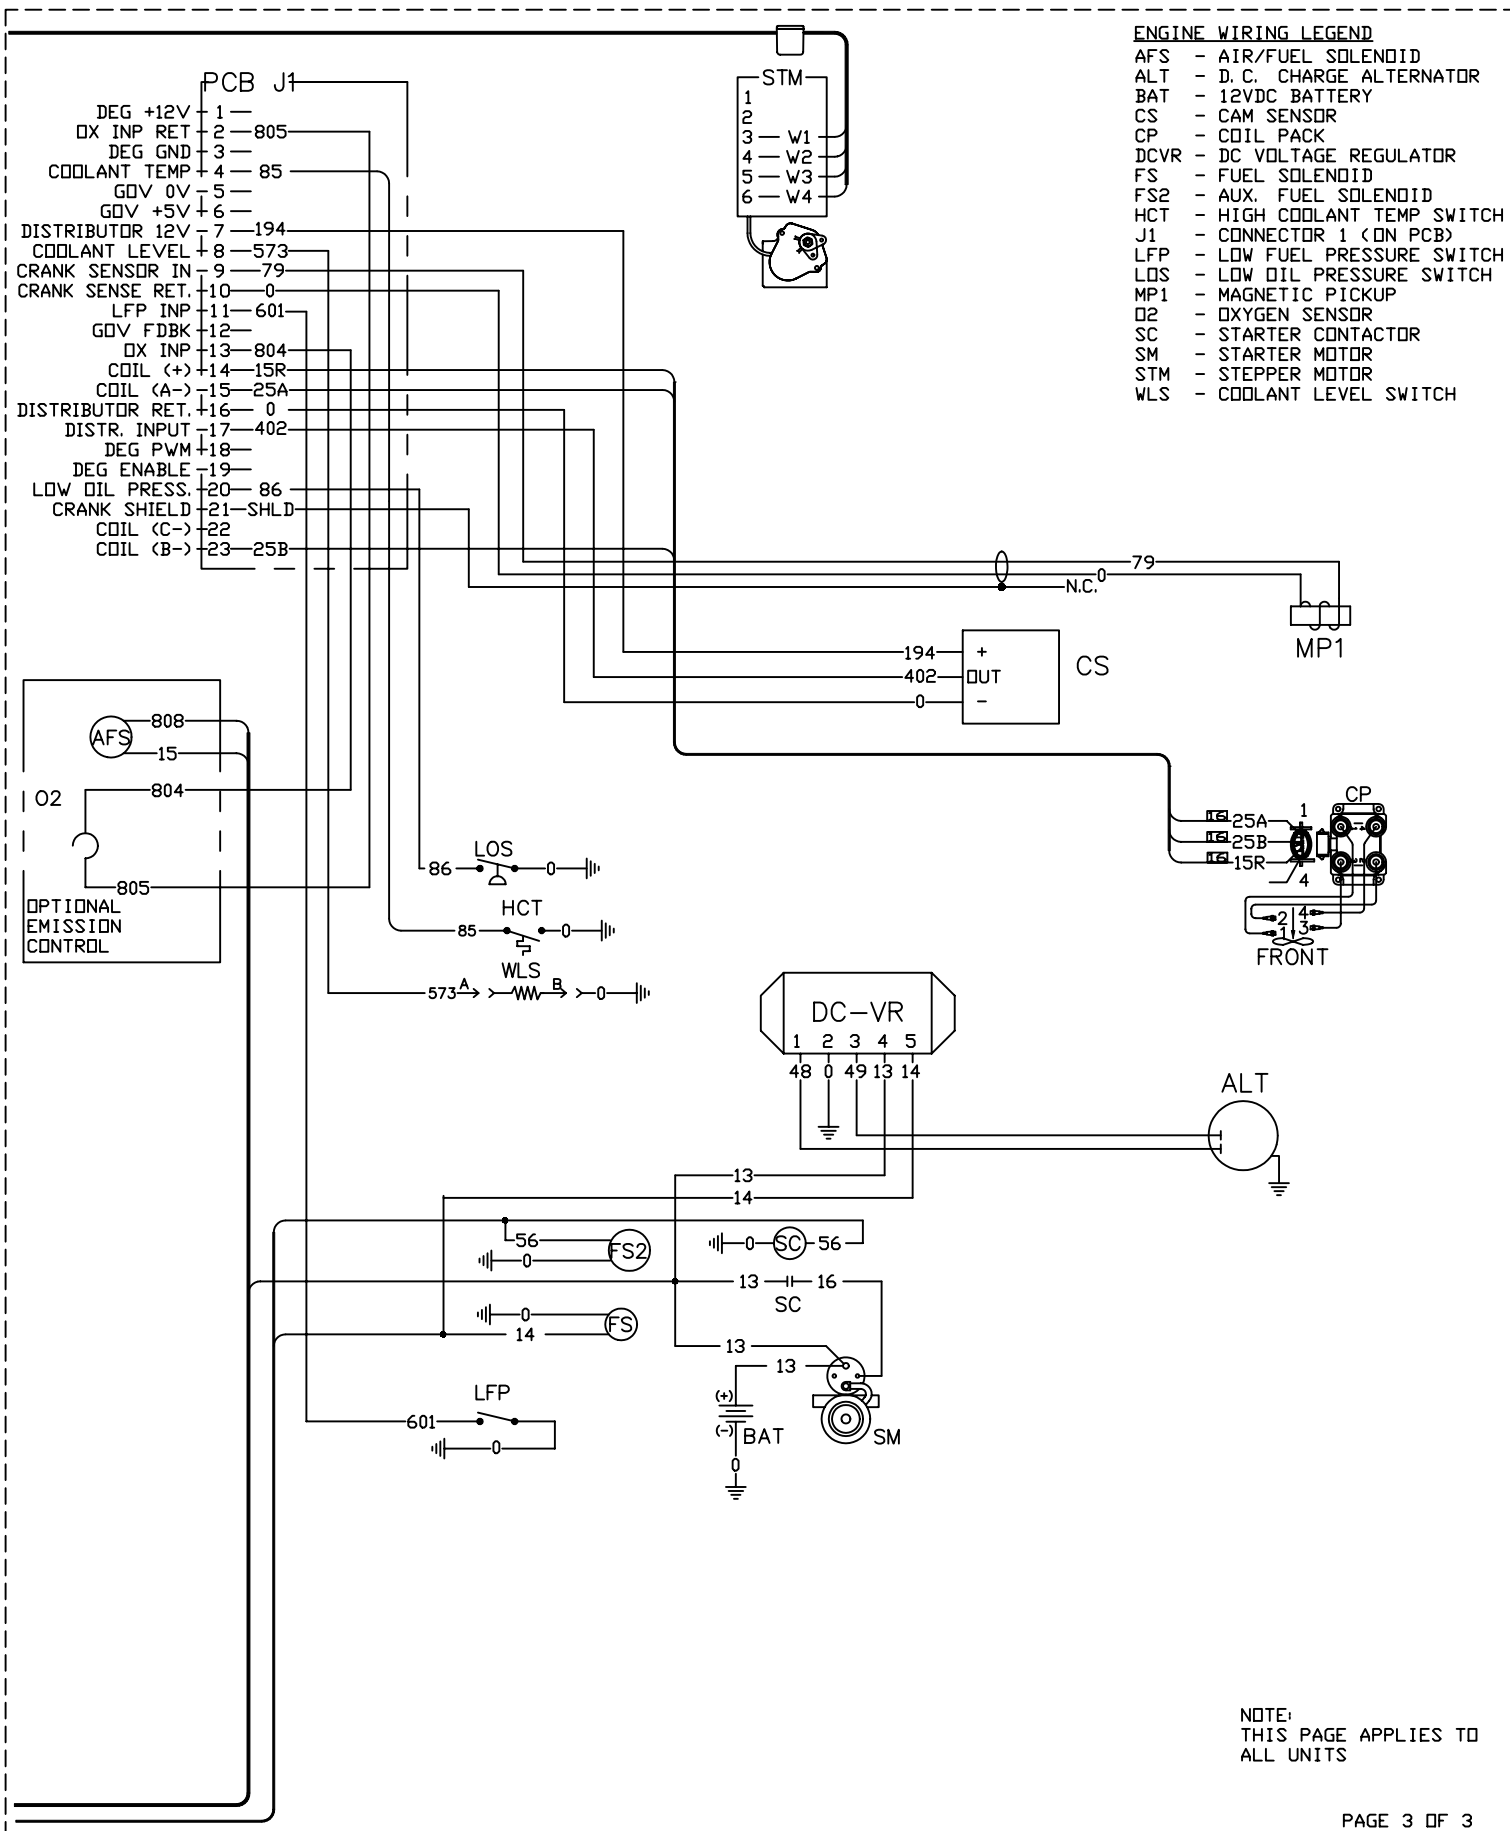 PCB J1
DEG +12V 1
OX INP RET 2 805
DEG GND 3
COOLANT TEMP 4 85
GOV 0V 5
GOV +5V 6
DISTRIBUTOR 12V 7 194
COOLANT LEVEL 8 573
CRANK SENSOR IN 9 79
CRANK SENSE RET. 10 0
LFP INP 11 601
GOV FDBK 12
OX INP 13 804
COIL (+) 14 15R
COIL (A-) 15 25A
DISTRIBUTOR RET. 16 0
DISTR. INPUT 17 402
DEG PWM 18
DEG ENABLE 19
LOW OIL PRESS. 20 86
CRANK SHIELD 21 SHLD
COIL (C-) 22
COIL (B-) 23 25B
STM
1
2
3 W1
4 W2
5 W3
6 W4
ENGINE WIRING LEGEND
AFS - AIR/FUEL SOLENOID
ALT - D.C. CHARGE ALTERNATOR
BAT - 12VDC BATTERY
CS - CAM SENSOR
CP - COIL PACK
DCVR - DC VOLTAGE REGULATOR
FS - FUEL SOLENOID
FS2 - AUX. FUEL SOLENOID
HCT - HIGH COOLANT TEMP SWITCH
J1 - CONNECTOR 1 (ON PCB)
LFP - LOW FUEL PRESSURE SWITCH
LOS - LOW OIL PRESSURE SWITCH
MP1 - MAGNETIC PICKUP
O2 - OXYGEN SENSOR
SC - STARTER CONTACTOR
SM - STARTER MOTOR
STM - STEPPER MOTOR
WLS - COOLANT LEVEL SWITCH
79
0
N.C.
MP1
194 +
402 OUT
0 -
CS
AFS
808
15
O2
804
805
OPTIONAL
EMISSION
CONTROL
CP
1
16 25A
16 25B
16 15R
4
2 4
1 3
FRONT
LOS
86 0
HCT
85 0
WLS
573 A B 0
DC-VR
1 2 3 4 5
48 0 49 13 14
ALT
13
14
56
FS2
0
0 SC 56
13 16
SC
0
FS
14
13
13
(+)
(-)
BAT
0
SM
LFP
601
0
NOTE:
THIS PAGE APPLIES TO
ALL UNITS
PAGE 3 OF 3